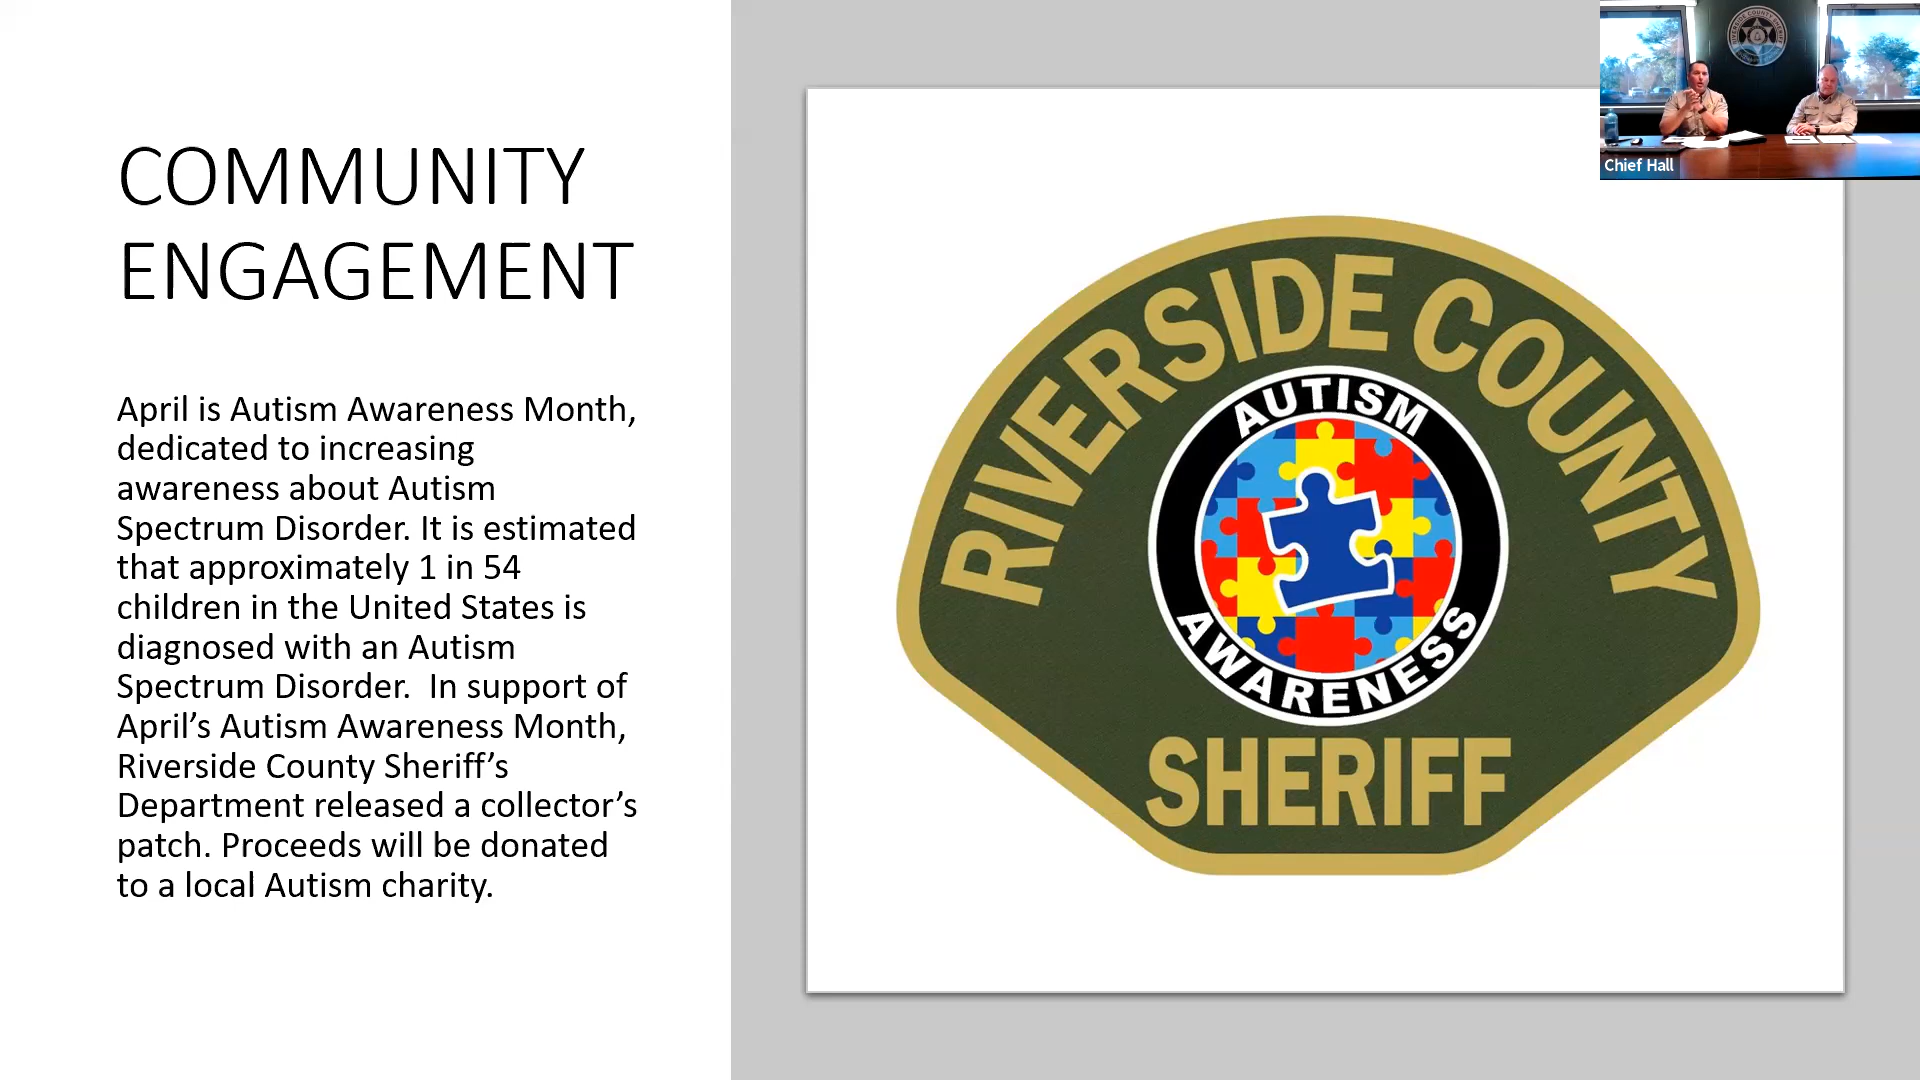 COMMUNITY
ENGAGEMENT
April is Autism Awareness Month,
dedicated to increasing
awareness about Autism
Spectrum Disorder. It is estimated
that approximately 1 in 54
children in the United States is
diagnosed with an Autism
Spectrum Disorder.  In support of
April’s Autism Awareness Month,
Riverside County Sheriff’s
Department released a collector’s
patch. Proceeds will be donated
to a local Autism charity.
RIVERSIDE COUNTY
AUTISM
AWARENESS
SHERIFF
RIVERSIDE COUNTY SHERIFF
Chief Hall